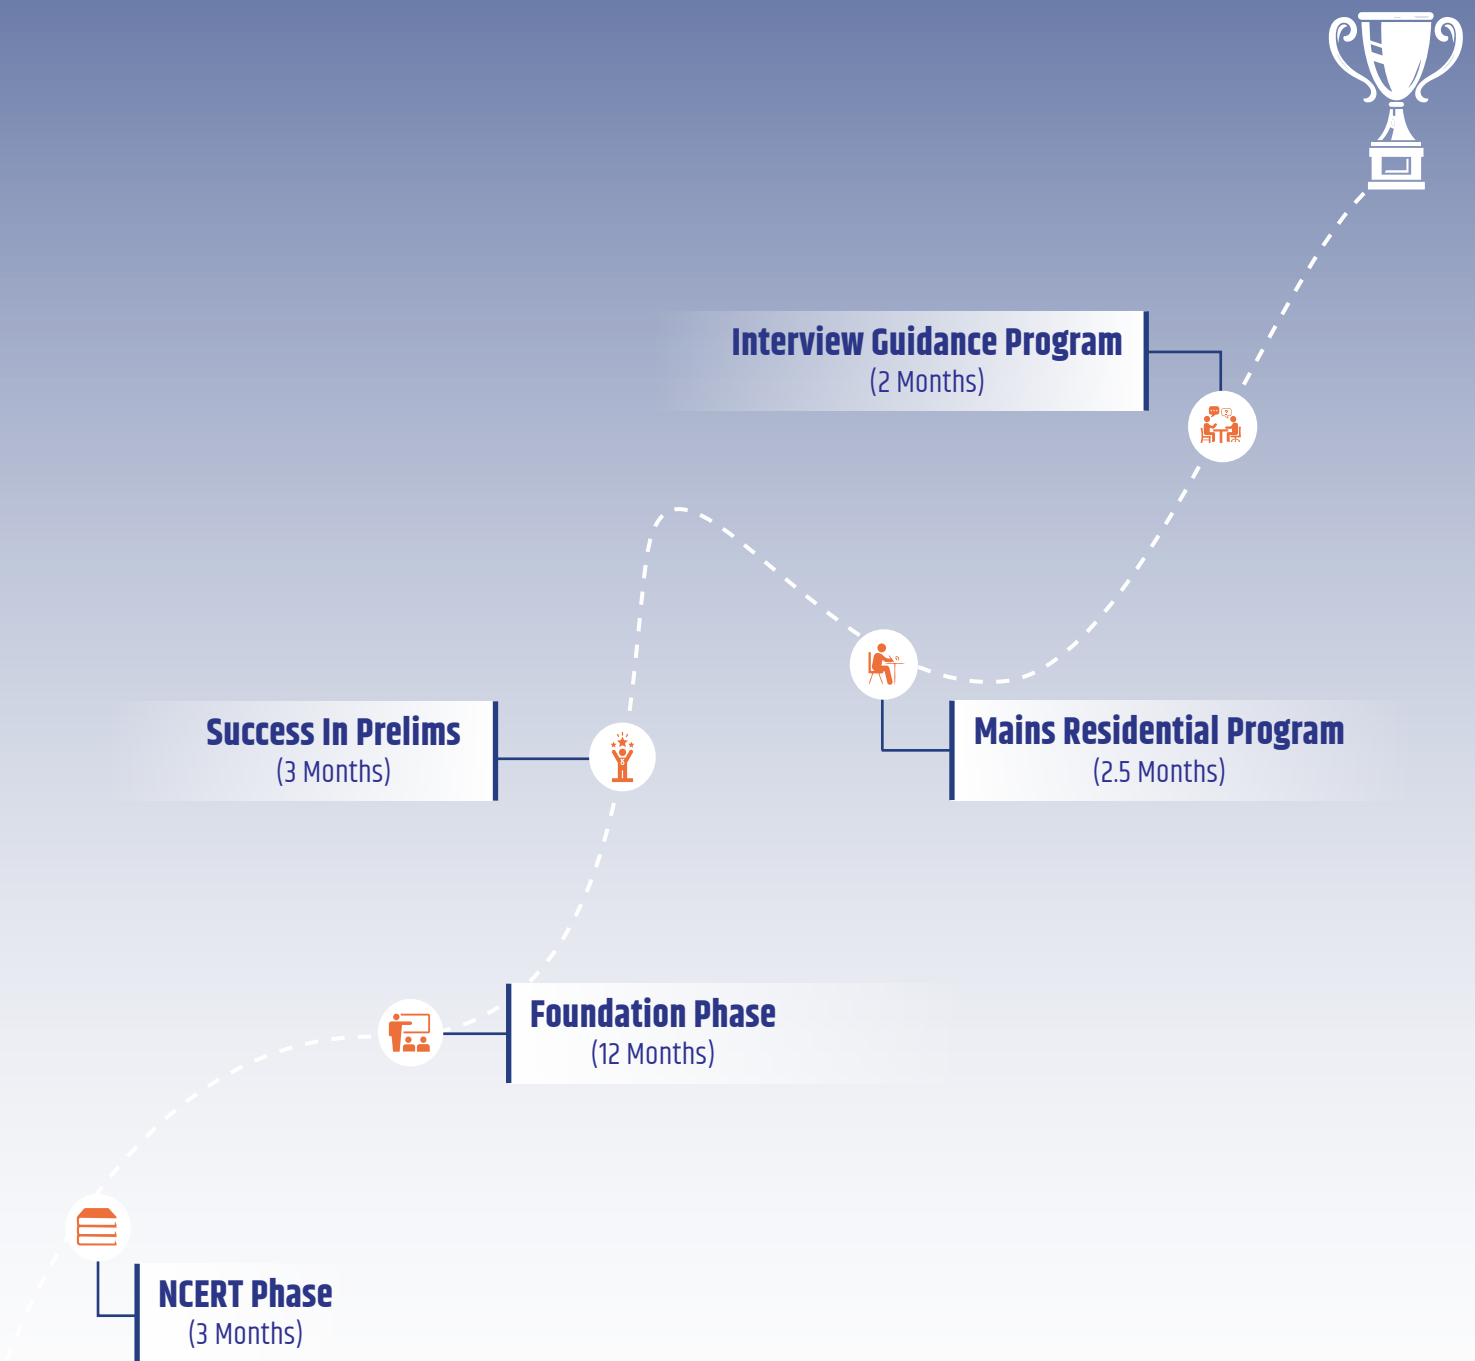 Interview Guidance Program
(2 Months)
Success In Prelims
(3 Months)
Mains Residential Program
(2.5 Months)
Foundation Phase
(12 Months)
NCERT Phase
(3 Months)